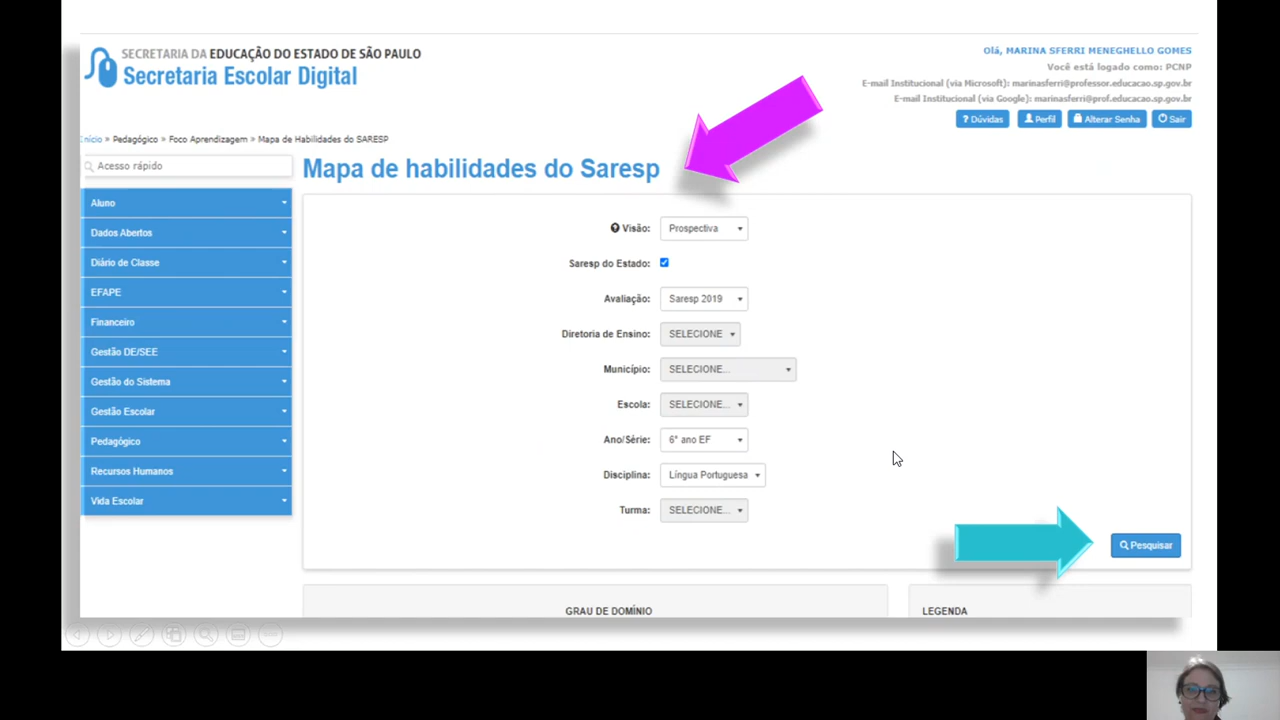 SECRETARIA DA EDUCAÇÃO DO ESTADO DE SÃO PAULO
Secretaria Escolar Digital
Olá, MARINA SFERRI MENEGHELLO GOMES
Você está logado como: PCNP
E-mail Institucional (via Microsoft): marinasferri@professor.educacao.sp.gov.br
E-mail Institucional (via Google): marinasferri@prof.educacao.sp.gov.br
? Dúvidas Perfil Alterar Senha Sair
Início » Pedagógico » Foco Aprendizagem » Mapa de Habilidades do SARESP
Acesso rápido
Aluno
Dados Abertos
Diário de Classe
EFAPE
Financeiro
Gestão DE/SEE
Gestão do Sistema
Gestão Escolar
Pedagógico
Recursos Humanos
Vida Escolar
Mapa de habilidades do Saresp
? Visão: Prospectiva
Saresp do Estado:
Avaliação: Saresp 2019
Diretoria de Ensino: SELECIONE
Município: SELECIONE...
Escola: SELECIONE...
Ano/Série: 6° ano EF
Disciplina: Língua Portuguesa
Turma: SELECIONE...
Pesquisar
GRAU DE DOMÍNIO
LEGENDA